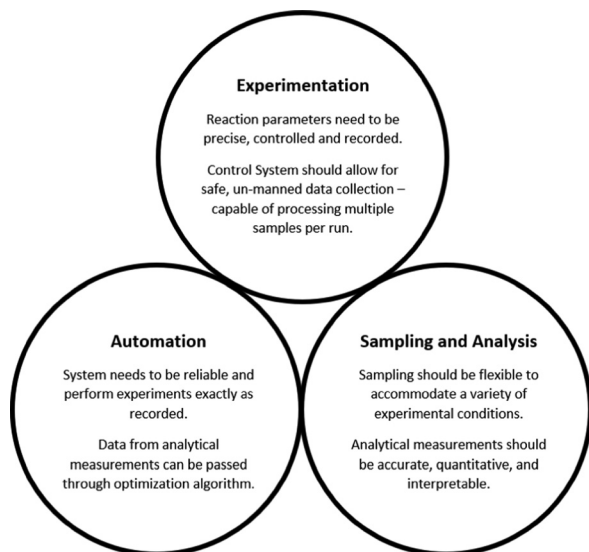 Experimentation
Reaction parameters need to be
precise, controlled and recorded.
Control System should allow for
safe, un-manned data collection –
capable of processing multiple
samples per run.
Automation
System needs to be reliable and
perform experiments exactly as
recorded.
Data from analytical
measurements can be passed
through optimization algorithm.
Sampling and Analysis
Sampling should be flexible to
accommodate a variety of
experimental conditions.
Analytical measurements should
be accurate, quantitative, and
interpretable.